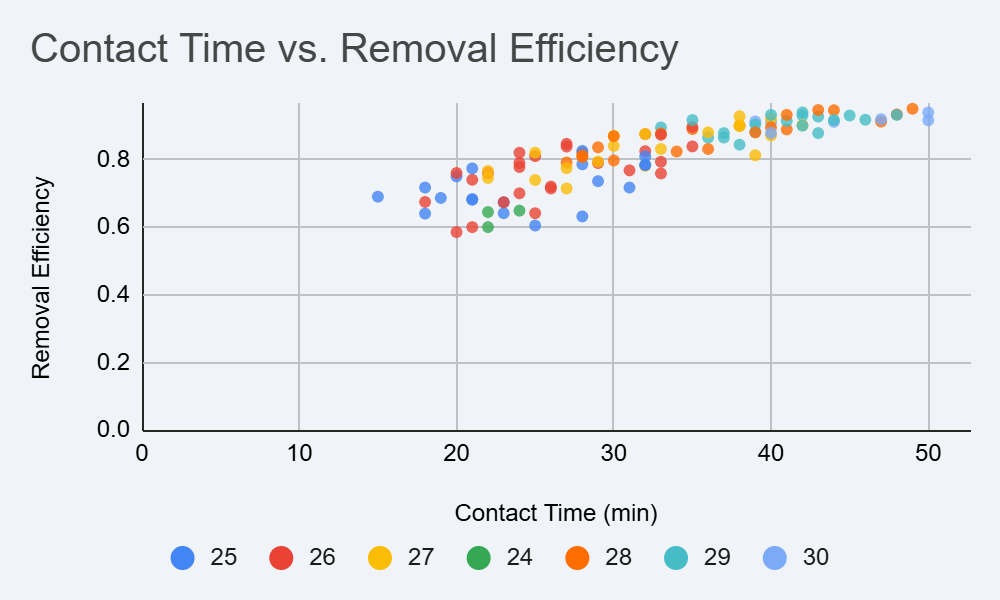 Contact Time vs. Removal Efficiency
Removal Efficiency
0.8
0.6
0.4
0.2
0.0
0 10 20 30 40 50
Contact Time (min)
25 26 27 24 28 29 30